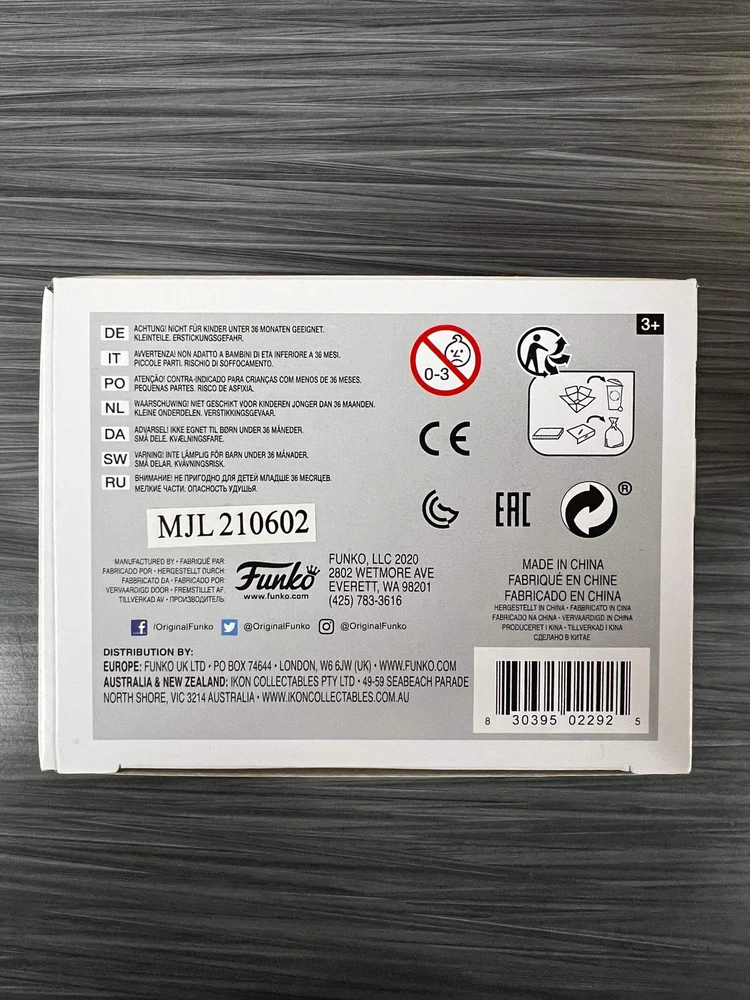 3+
DE ACHTUNG! NICHT FÜR KINDER UNTER 36 MONATEN GEEIGNET.
KLEINTEILE. ERSTICKUNGSGEFAHR.
IT AVVERTENZA! NON ADATTO A BAMBINI DI ETA INFERIORE A 36 MESI.
PICCOLE PARTI. RISCHIO DI SOFFOCAMENTO.
PO ATENÇÃO! CONTRA-INDICADO PARA CRIANÇAS COM MENOS DE 36 MESES.
PEQUENAS PARTES. RISCO DE ASFIXIA.
NL WAARSCHUWING! NIET GESCHIKT VOOR KINDEREN JONGER DAN 36 MAANDEN.
KLEINE ONDERDELEN. VERSTIKKINGSGEVAAR.
DA ADVARSEL! IKKE EGNET TIL BØRN UNDER 36 MÅNEDER.
SMÅ DELE. KVÆLNINGSFARE.
SW VARNING! INTE LÄMPLIG FÖR BARN UNDER 36 MÅNADER.
SMÅ DELAR. KVÄVNINGSRISK.
RU ВНИМАНИЕ! НЕ ПРИГОДНО ДЛЯ ДЕТЕЙ МЛАДШЕ 36 МЕСЯЦЕВ.
МЕЛКИЕ ЧАСТИ. ОПАСНОСТЬ УДУШЬЯ.
0-3
CE
EAC
®
MJL 210602
MANUFACTURED BY • FABRIQUÉ PAR
FABRICADO POR • HERGESTELLT DURCH:
FABBRICATO DA • FABRICADO POR:
VERVAARDIGD DOOR • FREMSTILLET AF:
TILLVERKAD AV • ПРОИЗВОДИТЕЛЬ:
Funko
www.funko.com
FUNKO, LLC 2020
2802 WETMORE AVE
EVERETT, WA 98201
(425) 783-3616
MADE IN CHINA
FABRIQUÉ EN CHINE
FABRICADO EN CHINA
HERGESTELLT IN CHINA • FABBRICATO IN CINA
FABRICADO NA CHINA • VERVAARDIGD IN CHINA
PRODUCERET I KINA • TILLVERKAD I KINA
СДЕЛАНО В КИТАЕ
f /OriginalFunko @OriginalFunko @OriginalFunko
DISTRIBUTION BY:
EUROPE: FUNKO UK LTD • PO BOX 74644 • LONDON, W6 6JW (UK) • WWW.FUNKO.COM
AUSTRALIA & NEW ZEALAND: IKON COLLECTABLES PTY LTD • 49-59 SEABEACH PARADE
NORTH SHORE, VIC 3214 AUSTRALIA • WWW.IKONCOLLECTABLES.COM.AU
8 30395 02292 5